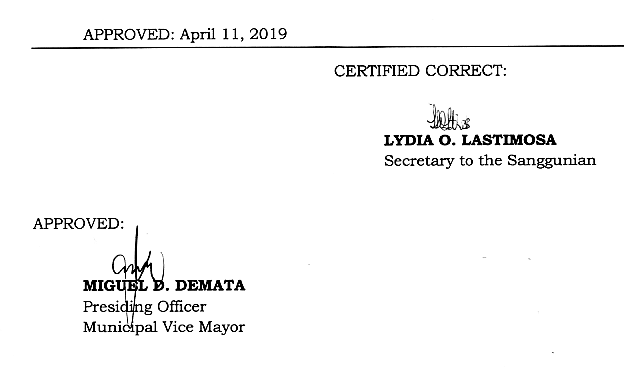 APPROVED: April 11, 2019
CERTIFIED CORRECT:
LYDIA O. LASTIMOSA
Secretary to the Sanggunian
APPROVED:
MIGUEL D. DEMATA
Presiding Officer
Municipal Vice Mayor